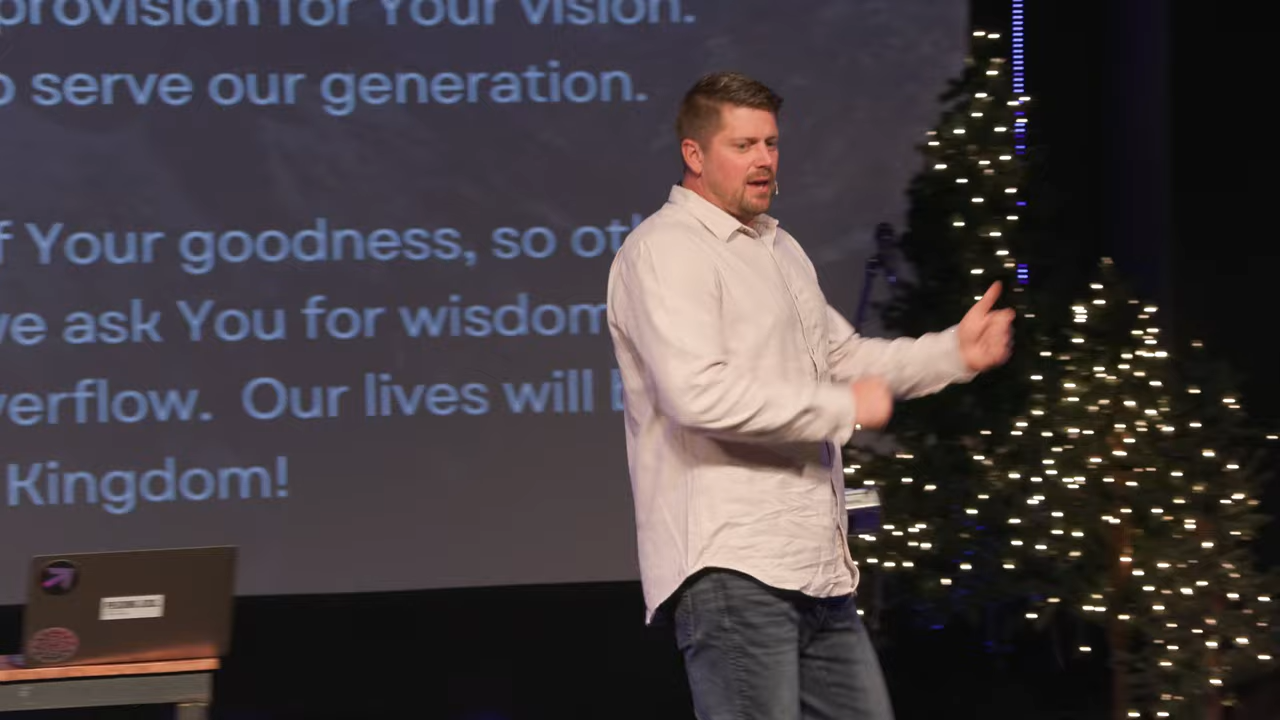 provision for Your vision.
o serve our generation.
f Your goodness, so oth
we ask You for wisdom
verflow.  Our lives will b
Kingdom!